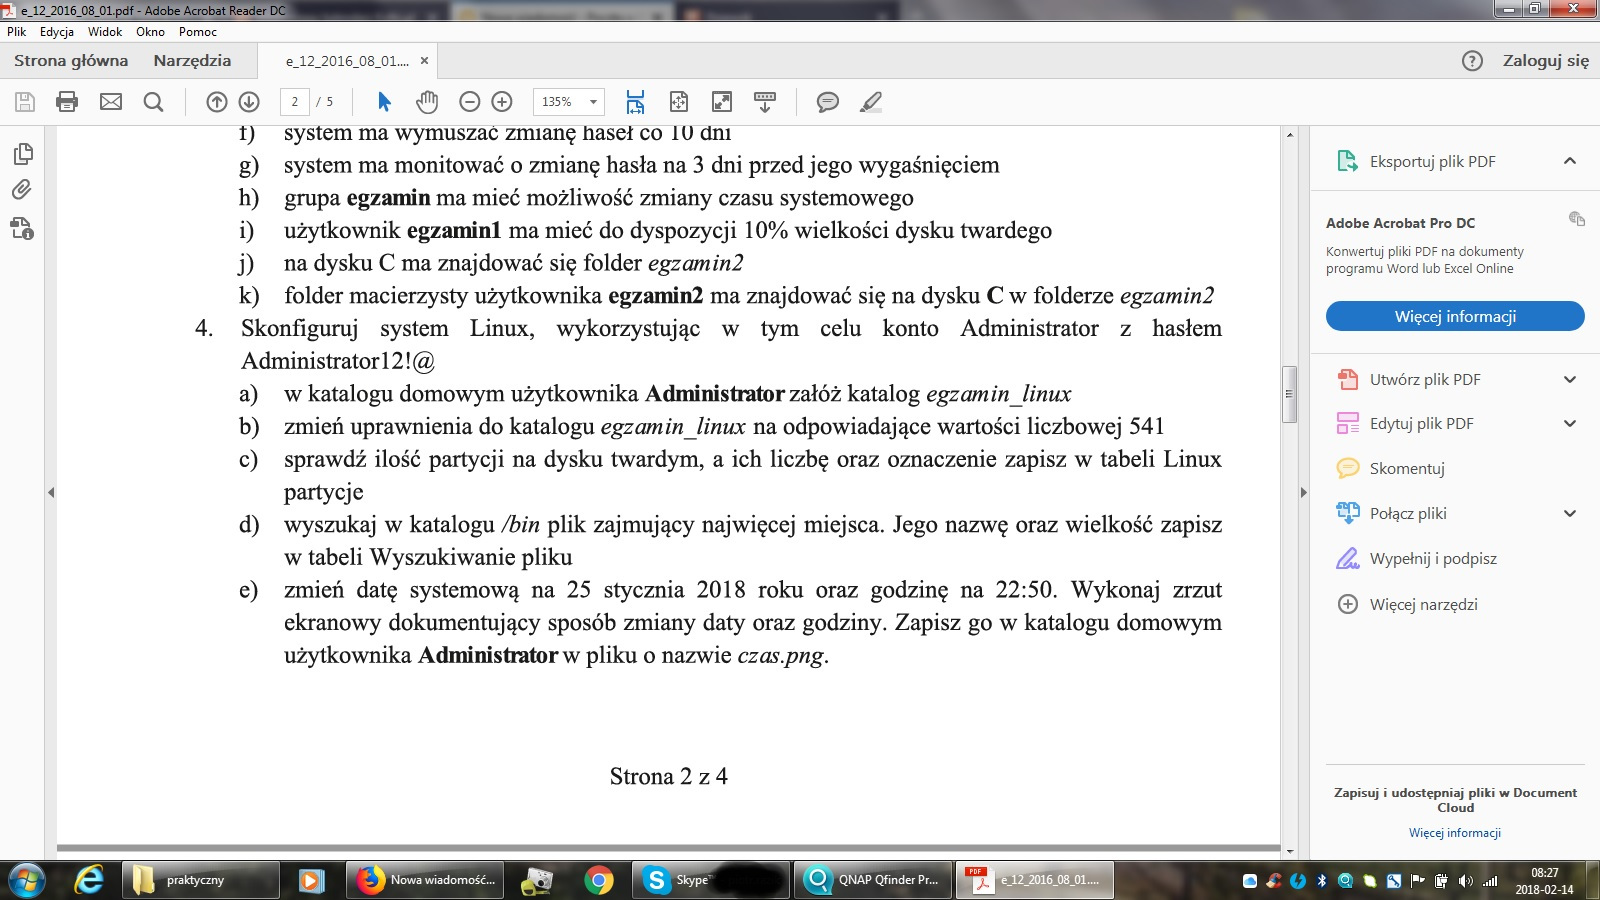 e_12_2016_08_01.pdf - Adobe Acrobat Reader DC
Plik Edycja Widok Okno Pomoc
Strona główna Narzędzia e_12_2016_08_01.... × Zaloguj się
2 / 5 135%
f) system ma wymuszać zmianę haseł co 10 dni
g) system ma monitować o zmianę hasła na 3 dni przed jego wygaśnięciem
h) grupa egzamin ma mieć możliwość zmiany czasu systemowego
i) użytkownik egzamin1 ma mieć do dyspozycji 10% wielkości dysku twardego
j) na dysku C ma znajdować się folder egzamin2
k) folder macierzysty użytkownika egzamin2 ma znajdować się na dysku C w folderze egzamin2
4. Skonfiguruj system Linux, wykorzystując w tym celu konto Administrator z hasłem
Administrator12!@
a) w katalogu domowym użytkownika Administrator załóż katalog egzamin_linux
b) zmień uprawnienia do katalogu egzamin_linux na odpowiadające wartości liczbowej 541
c) sprawdź ilość partycji na dysku twardym, a ich liczbę oraz oznaczenie zapisz w tabeli Linux
partycje
d) wyszukaj w katalogu /bin plik zajmujący najwięcej miejsca. Jego nazwę oraz wielkość zapisz
w tabeli Wyszukiwanie pliku
e) zmień datę systemową na 25 stycznia 2018 roku oraz godzinę na 22:50. Wykonaj zrzut
ekranowy dokumentujący sposób zmiany daty oraz godziny. Zapisz go w katalogu domowym
użytkownika Administrator w pliku o nazwie czas.png.
Strona 2 z 4
Eksportuj plik PDF
Adobe Acrobat Pro DC
Konwertuj pliki PDF na dokumenty
programu Word lub Excel Online
Więcej informacji
Utwórz plik PDF
Edytuj plik PDF
Skomentuj
Połącz pliki
Wypełnij i podpisz
Więcej narzędzi
Zapisuj i udostępniaj pliki w Document
Cloud
Więcej informacji
praktyczny
Nowa wiadomość...
Skype
QNAP Qfinder Pr...
PDF
e_12_2016_08_01....
08:27
2018-02-14